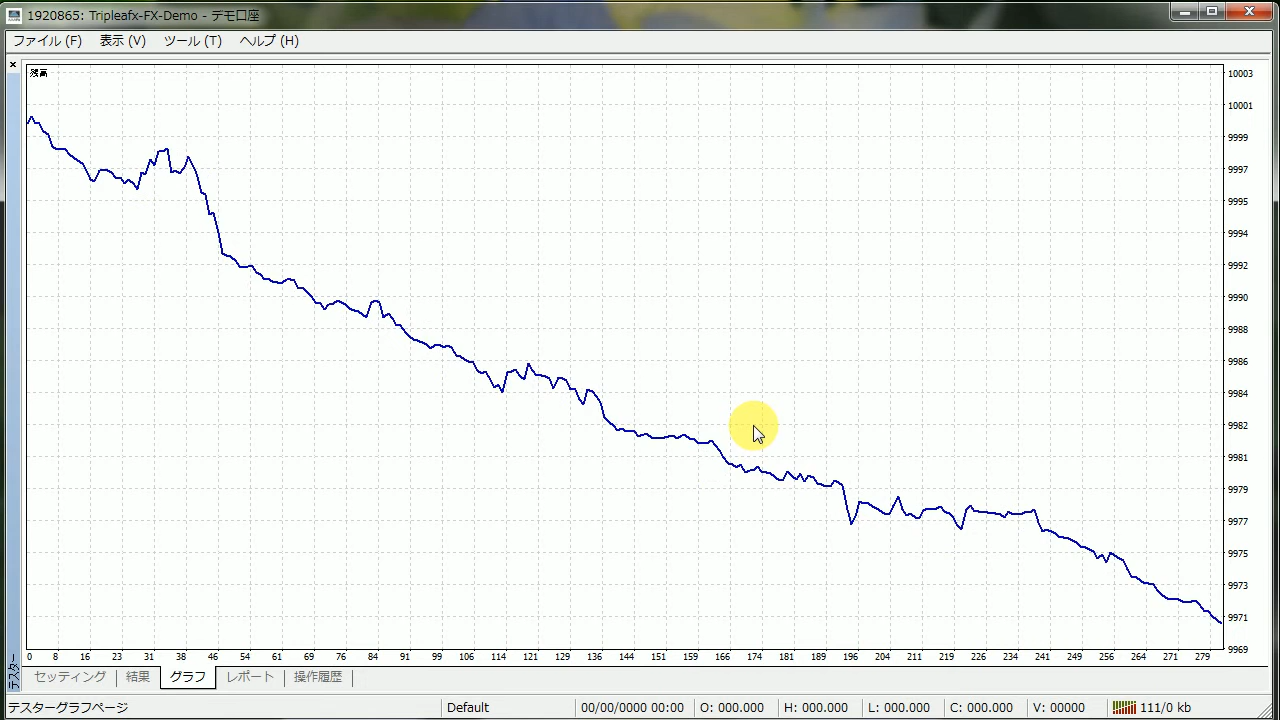 1920865: Tripleafx-FX-Demo - デモ口座
ファイル (F) 表示 (V) ツール (T) ヘルプ (H)
残高
10003
10001
9999
9997
9995
9994
9992
9990
9988
9986
9984
9982
9981
9979
9977
9975
9973
9971
9969
0 8 16 23 31 38 46 54 61 69 76 84 91 99 106 114 121 129 136 144 151 159 166 174 181 189 196 204 211 219 226 234 241 249 256 264 271 279
テスター
セッティング 結果 グラフ レポート 操作履歴
テスターグラフページ Default 00/00/0000 00:00 O: 000.000 H: 000.000 L: 000.000 C: 000.000 V: 00000 111/0 kb